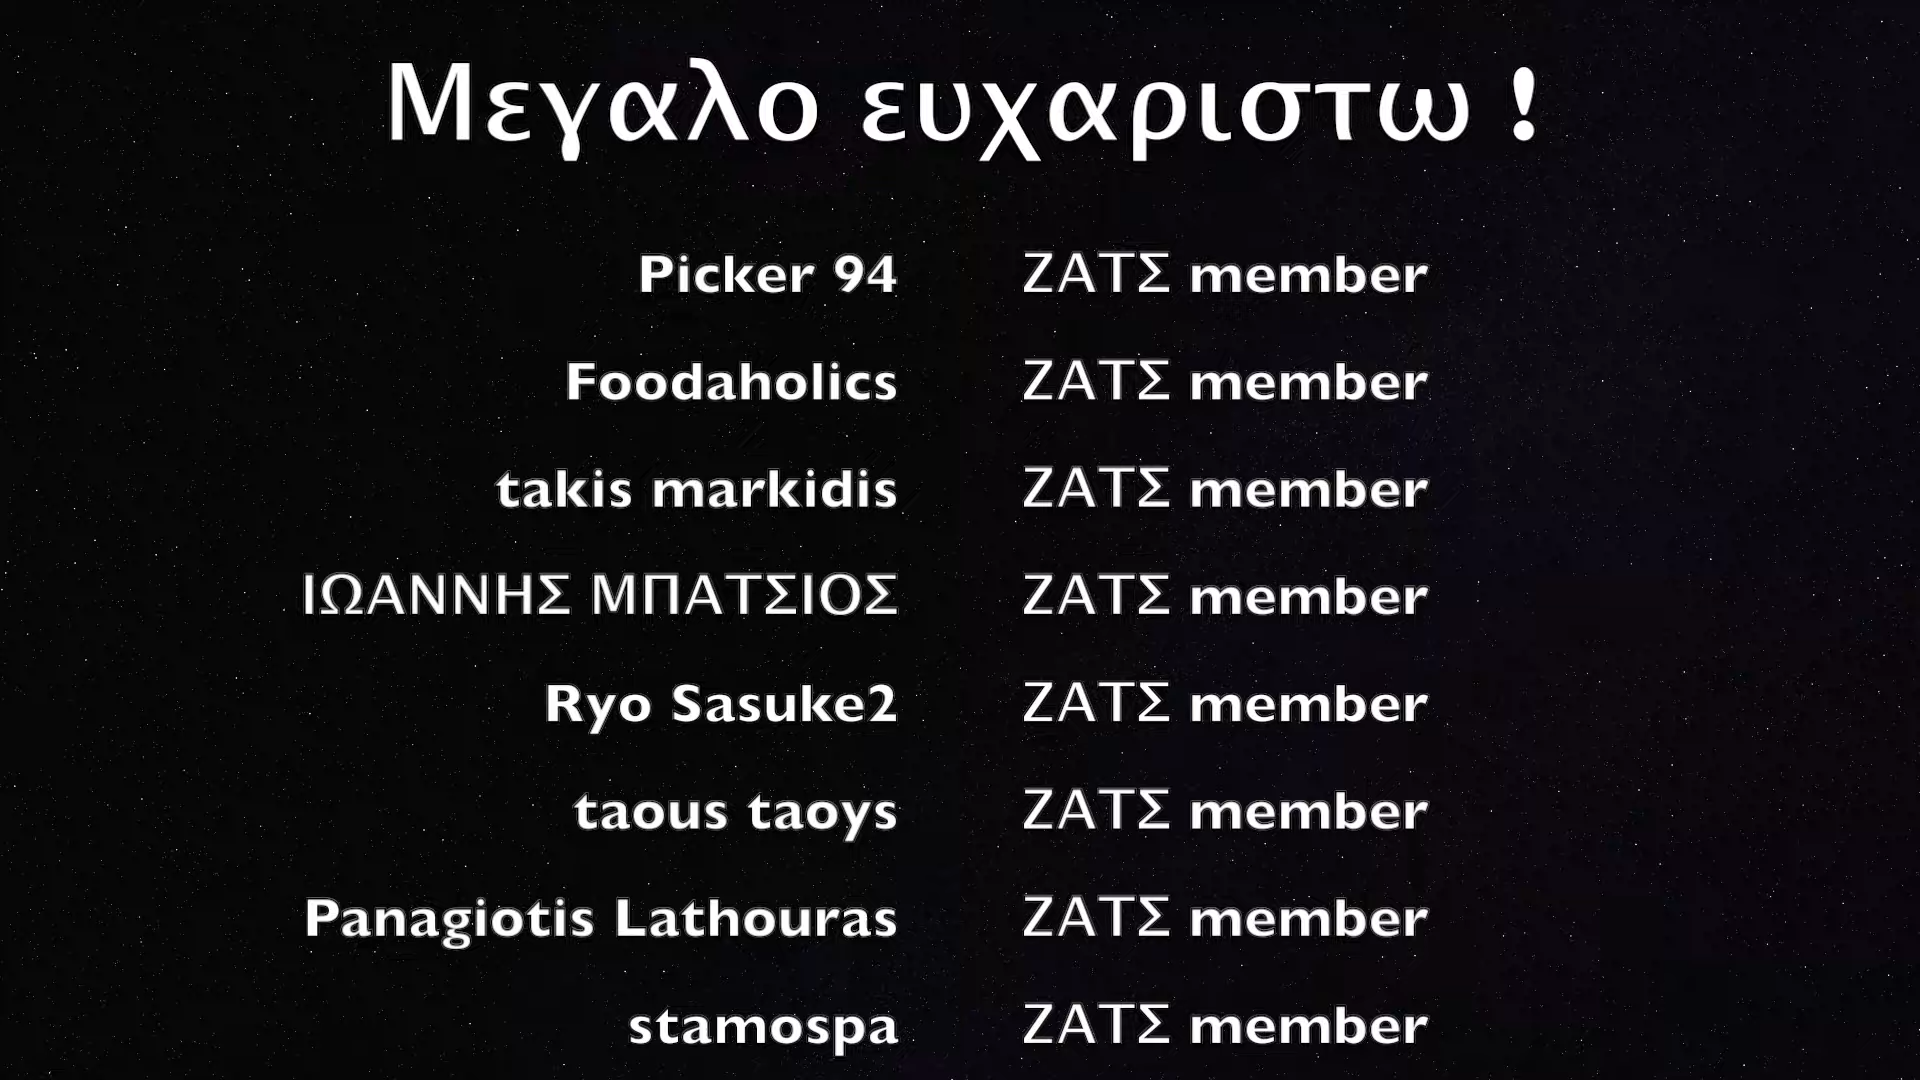 Μεγαλο ευχαριστω !
Picker 94 ΖΑΤΣ member
Foodaholics ΖΑΤΣ member
takis markidis ΖΑΤΣ member
ΙΩΑΝΝΗΣ ΜΠΑΤΣΙΟΣ ΖΑΤΣ member
Ryo Sasuke2 ΖΑΤΣ member
taous taoys ΖΑΤΣ member
Panagiotis Lathouras ΖΑΤΣ member
stamospa ΖΑΤΣ member